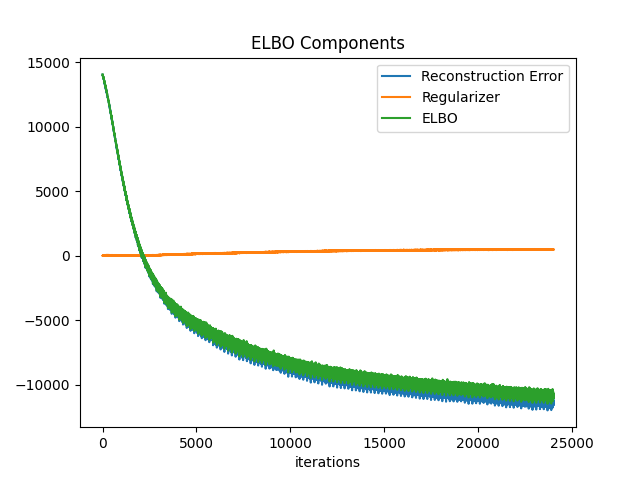 ELBO Components
15000
10000
5000
0
−5000
−10000
Reconstruction Error
Regularizer
ELBO
0 5000 10000 15000 20000 25000
iterations